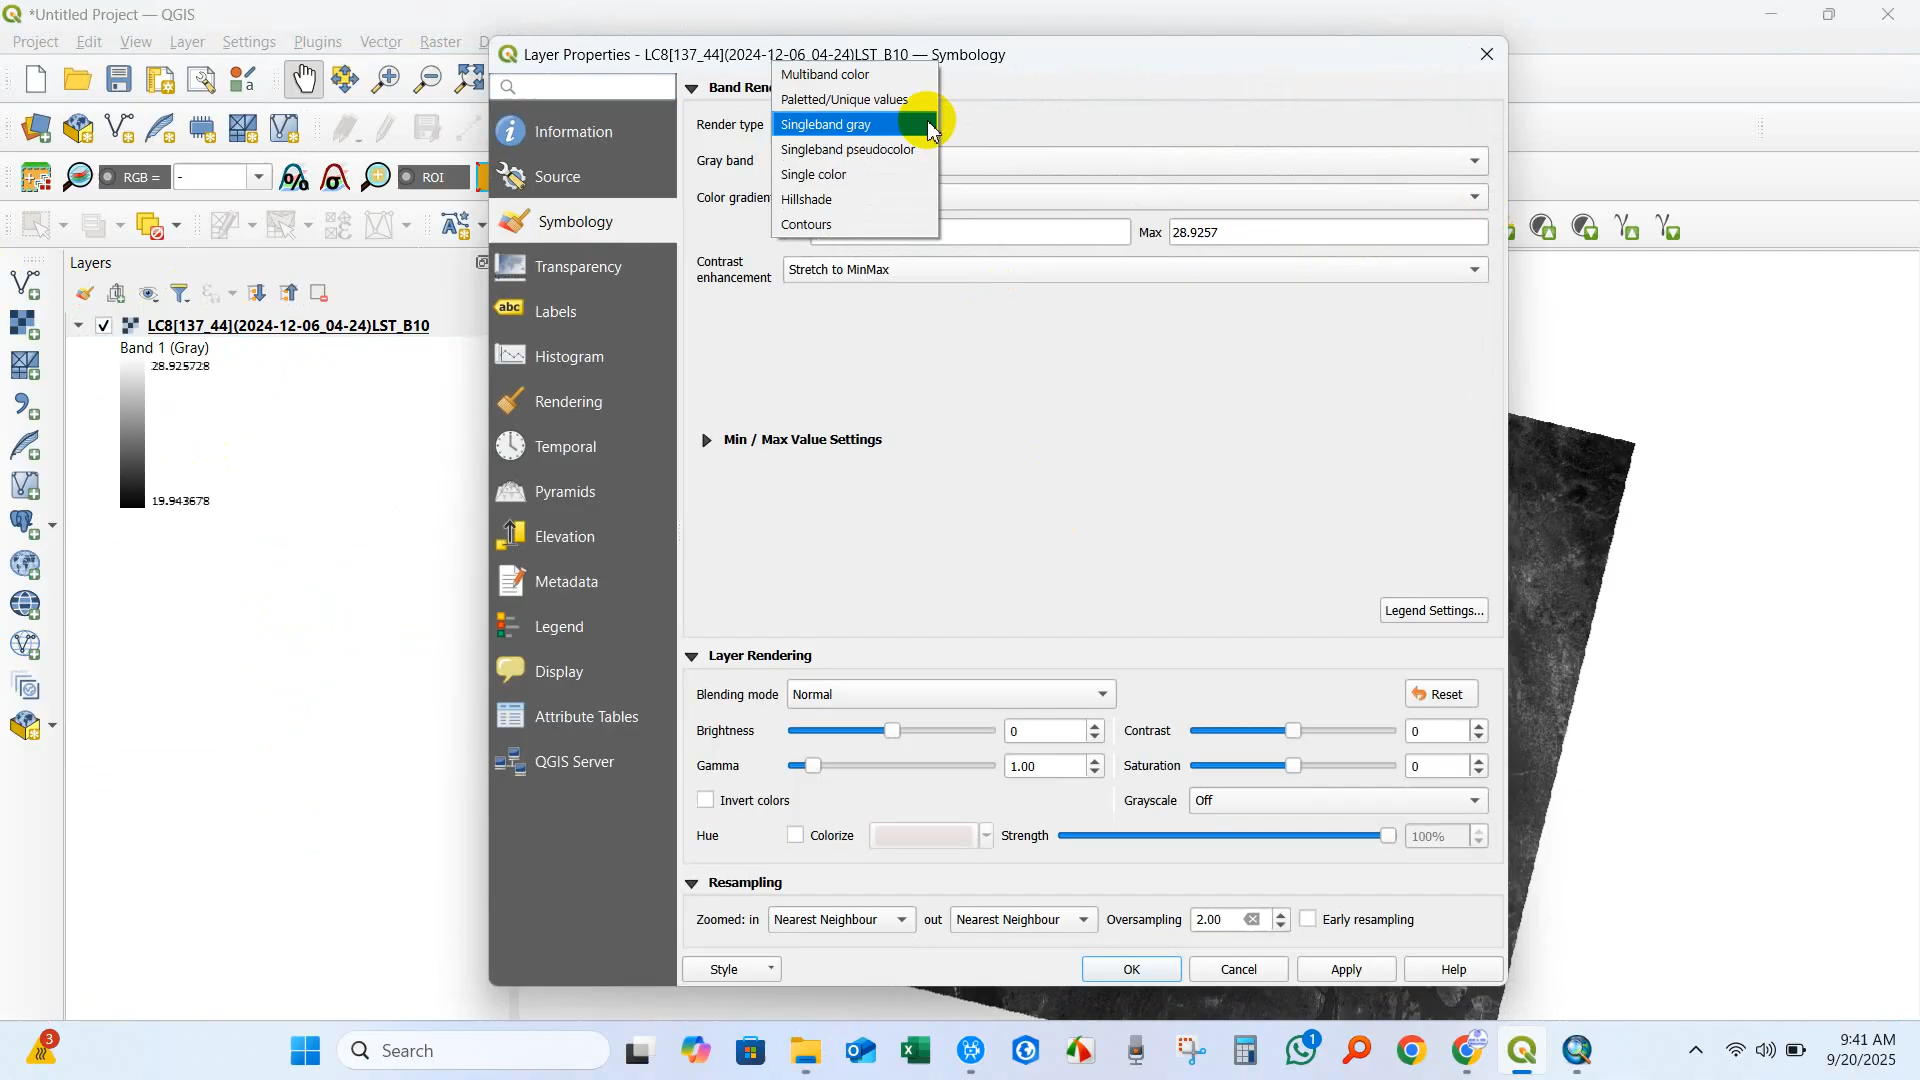 *Untitled Project — QGIS
Project Edit View Layer Settings Plugins Vector Raster D
Layer Properties - LC8[137_44](2024-12-06_04-24)LST_B10 — Symbology
RGB = - ROI
Layers
LC8[137_44](2024-12-06_04-24)LST_B10
Band 1 (Gray)
28.925728
19.943678
Information
Source
Symbology
Transparency
abc Labels
Histogram
Rendering
Temporal
Pyramids
Elevation
Metadata
Legend
Display
Attribute Tables
QGIS Server
Band Ren
Render type
Multiband color
Paletted/Unique values
Singleband gray
Singleband pseudocolor
Single color
Hillshade
Contours
Gray band
Color gradien
Max 28.9257
Contrast
enhancement
Stretch to MinMax
Min / Max Value Settings
Legend Settings...
Layer Rendering
Blending mode Normal Reset
Brightness 0 Contrast 0
Gamma 1.00 Saturation 0
Invert colors Grayscale Off
Hue Colorize Strength 100%
Resampling
Zoomed: in Nearest Neighbour out Nearest Neighbour Oversampling 2.00 Early resampling
Style OK Cancel Apply Help
3 Search 1 9:41 AM
9/20/2025